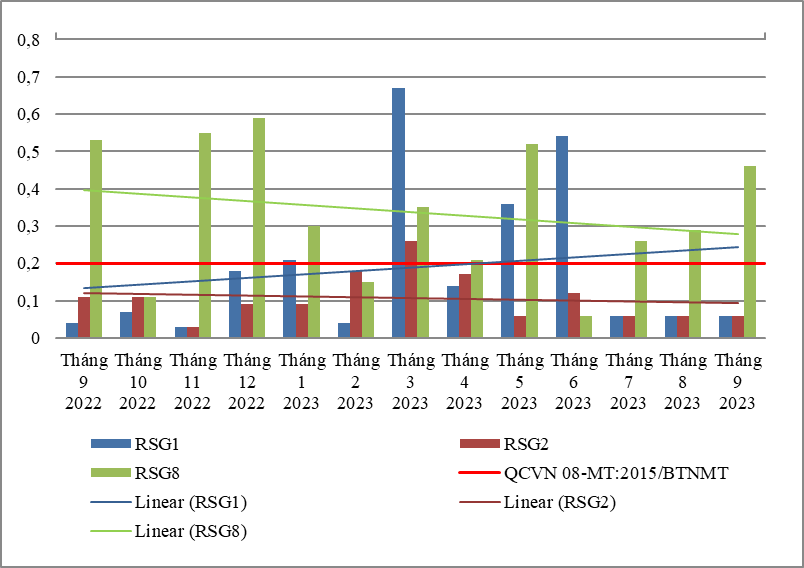 0,8
0,7
0,6
0,5
0,4
0,3
0,2
0,1
0
Tháng Tháng Tháng Tháng Tháng Tháng Tháng Tháng Tháng Tháng Tháng Tháng Tháng
9 10 11 12 1 2 3 4 5 6 7 8 9
2022 2022 2022 2022 2023 2023 2023 2023 2023 2023 2023 2023 2023
RSG1 RSG2
RSG8 QCVN 08-MT:2015/BTNMT
Linear (RSG1) Linear (RSG2)
Linear (RSG8)